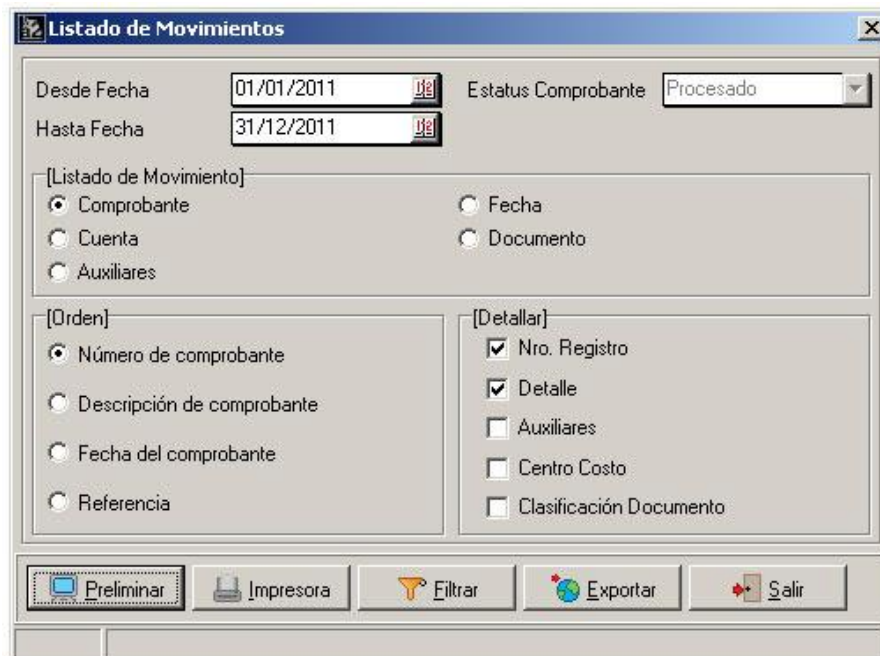 Listado de Movimientos
Desde Fecha 01/01/2011 Estatus Comprobante Procesado
Hasta Fecha 31/12/2011
[Listado de Movimiento]
Comprobante Fecha
Cuenta Documento
Auxiliares
[Orden] [Detallar]
Número de comprobante Nro. Registro
Descripción de comprobante Detalle
Fecha del comprobante Auxiliares
Referencia Centro Costo
Clasificación Documento
Preliminar Impresora Filtrar Exportar Salir